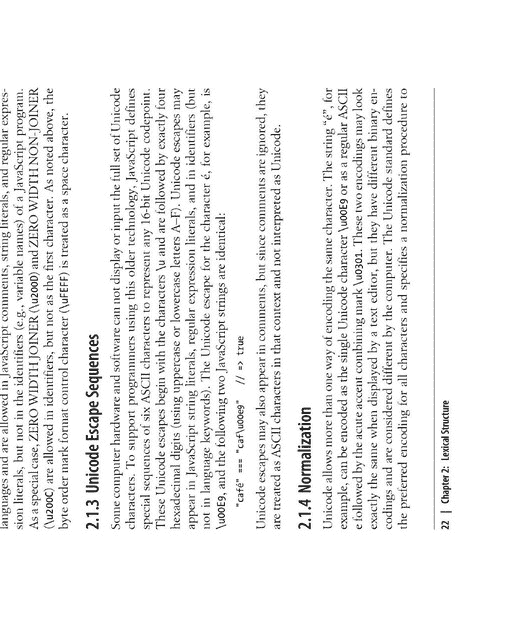 languages and are allowed in JavaScript comments, string literals, and regular expres-
sion literals, but not in the identifiers (e.g., variable names) of a JavaScript program.
As a special case, ZERO WIDTH JOINER (\u200D) and ZERO WIDTH NON-JOINER
(\u200C) are allowed in identifiers, but not as the first character. As noted above, the
byte order mark format control character (\uFEFF) is treated as a space character.
2.1.3 Unicode Escape Sequences
Some computer hardware and software can not display or input the full set of Unicode
characters. To support programmers using this older technology, JavaScript defines
special sequences of six ASCII characters to represent any 16-bit Unicode codepoint.
These Unicode escapes begin with the characters \u and are followed by exactly four
hexadecimal digits (using uppercase or lowercase letters A–F). Unicode escapes may
appear in JavaScript string literals, regular expression literals, and in identifiers (but
not in language keywords). The Unicode escape for the character é, for example, is
\u00E9, and the following two JavaScript strings are identical:
"café" === "caf\u00e9"   // => true
Unicode escapes may also appear in comments, but since comments are ignored, they
are treated as ASCII characters in that context and not interpreted as Unicode.
2.1.4 Normalization
Unicode allows more than one way of encoding the same character. The string “é”, for
example, can be encoded as the single Unicode character \u00E9 or as a regular ASCII
e followed by the acute accent combining mark \u0301. These two encodings may look
exactly the same when displayed by a text editor, but they have different binary en-
codings and are considered different by the computer. The Unicode standard defines
the preferred encoding for all characters and specifies a normalization procedure to
22 | Chapter 2: Lexical Structure